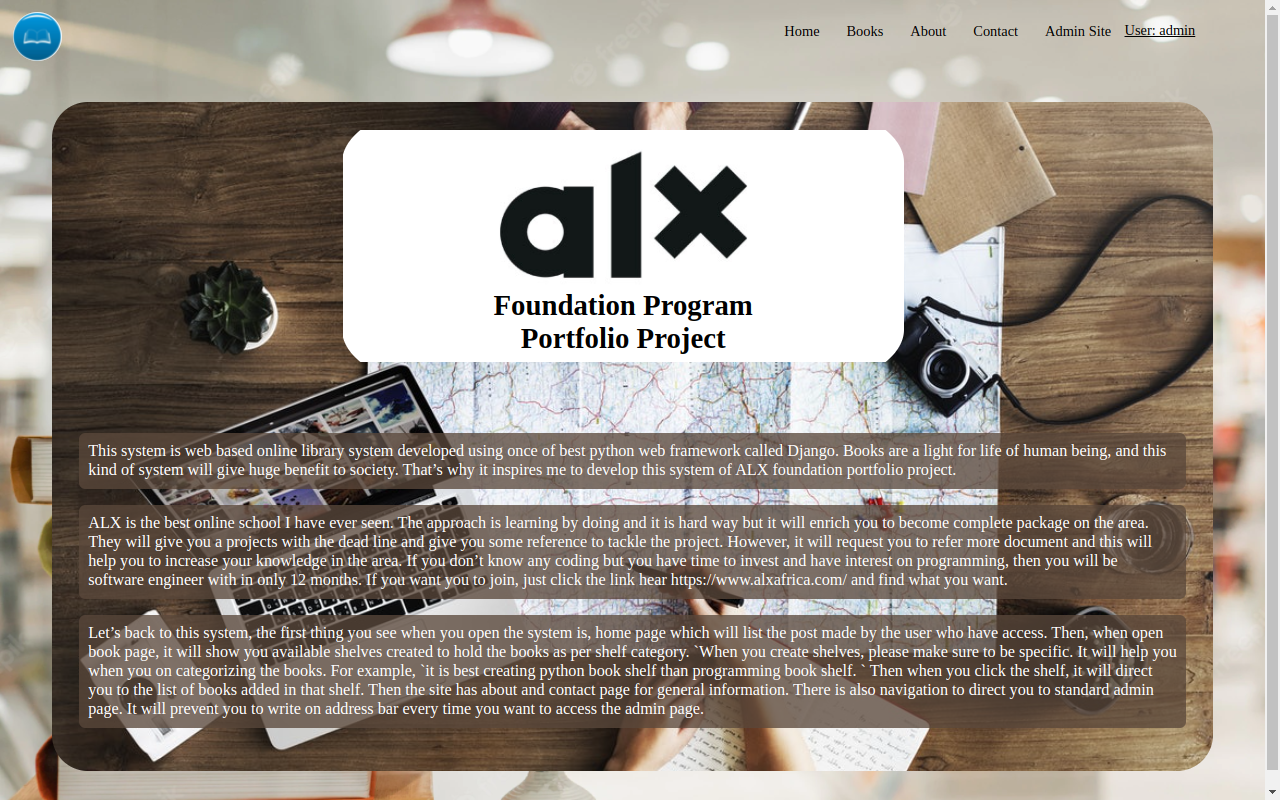 Home Books About Contact Admin Site User: admin
alx
Foundation Program
Portfolio Project
This system is web based online library system developed using once of best python web framework called Django. Books are a light for life of human being, and this
kind of system will give huge benefit to society. That’s why it inspires me to develop this system of ALX foundation portfolio project.
ALX is the best online school I have ever seen. The approach is learning by doing and it is hard way but it will enrich you to become complete package on the area.
They will give you a projects with the dead line and give you some reference to tackle the project. However, it will request you to refer more document and this will
help you to increase your knowledge in the area. If you don’t know any coding but you have time to invest and have interest on programming, then you will be
software engineer with in only 12 months. If you want you to join, just click the link hear https://www.alxafrica.com/ and find what you want.
Let’s back to this system, the first thing you see when you open the system is, home page which will list the post made by the user who have access. Then, when open
book page, it will show you available shelves created to hold the books as per shelf category. `When you create shelves, please make sure to be specific. It will help you
when you on categorizing the books. For example, `it is best creating python book shelf than programming book shelf. ` Then when you click the shelf, it will direct
you to the list of books added in that shelf. Then the site has about and contact page for general information. There is also navigation to direct you to standard admin
page. It will prevent you to write on address bar every time you want to access the admin page.